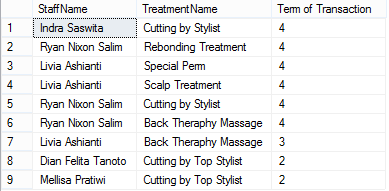 StaffName TreatmentName Term of Transaction
1 Indra Saswita Cutting by Stylist 4
2 Ryan Nixon Salim Rebonding Treatment 4
3 Livia Ashianti Special Perm 4
4 Livia Ashianti Scalp Treatment 4
5 Ryan Nixon Salim Cutting by Stylist 4
6 Ryan Nixon Salim Back Theraphy Massage 4
7 Livia Ashianti Back Theraphy Massage 3
8 Dian Felita Tanoto Cutting by Top Stylist 2
9 Mellisa Pratiwi Cutting by Top Stylist 2